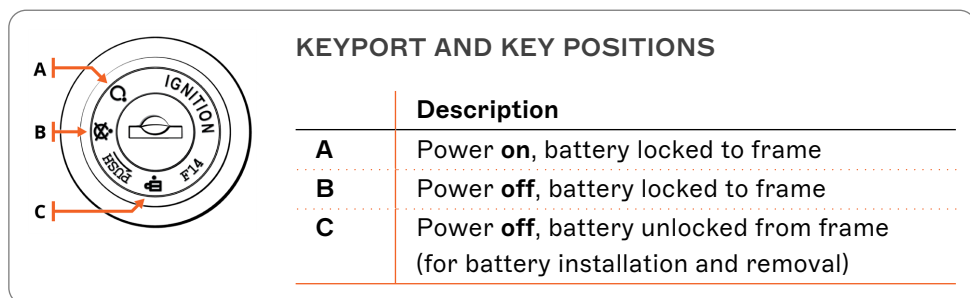 KEYPORT AND KEY POSITIONS
A
B
C
IGNITION
PUSH
F14
Description
A Power on, battery locked to frame
B Power off, battery locked to frame
C Power off, battery unlocked from frame
(for battery installation and removal)